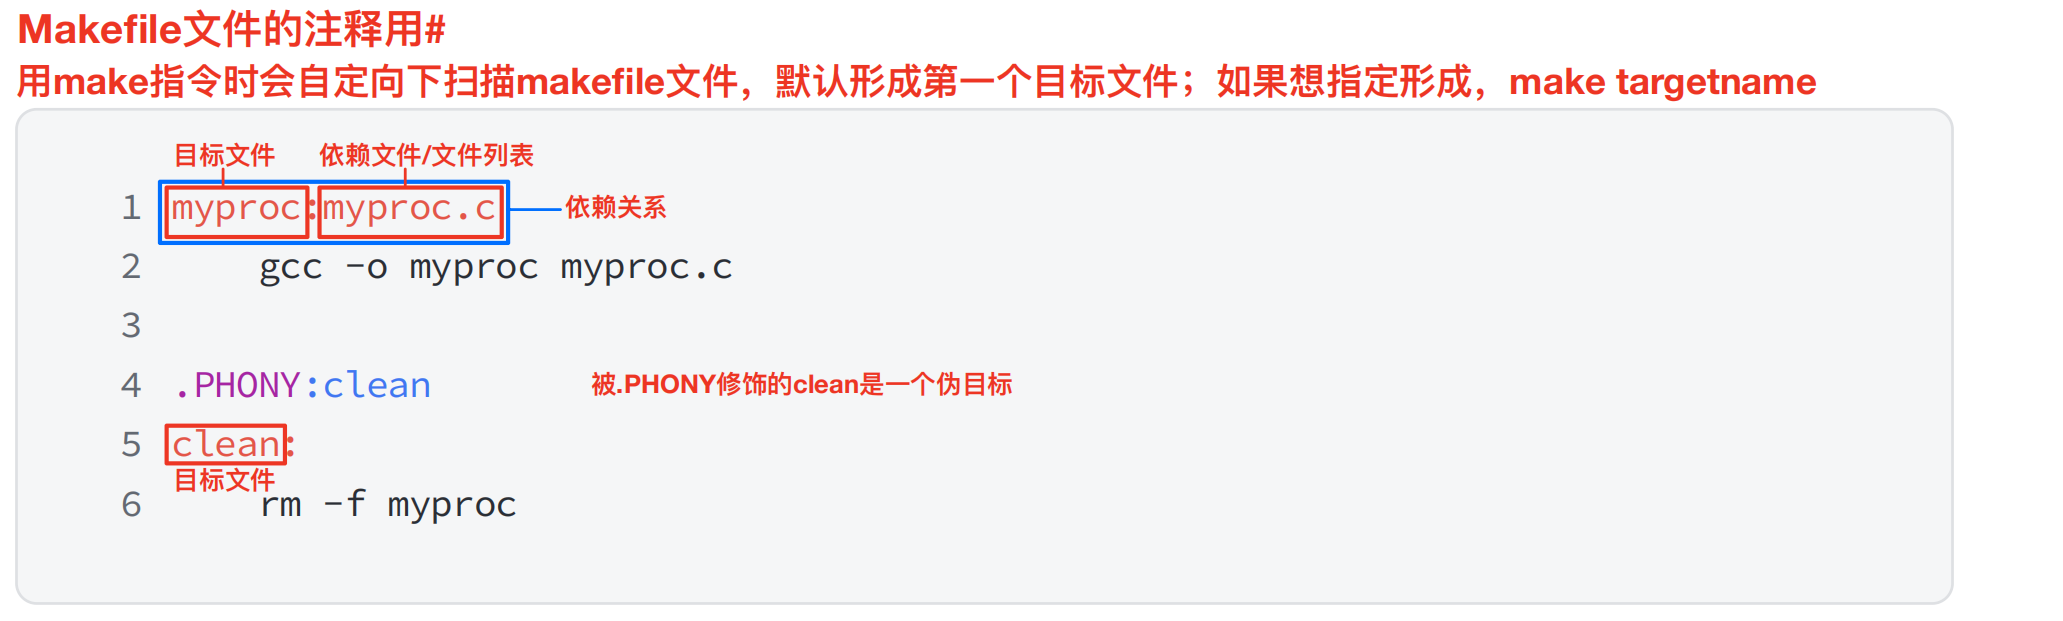 Makefile文件的注释用#
用make指令时会自定向下扫描makefile文件，默认形成第一个目标文件；如果想指定形成，make targetname
目标文件 依赖文件/文件列表
1 myproc:myproc.c 依赖关系
2 gcc -o myproc myproc.c
3
4 .PHONY:clean 被.PHONY修饰的clean是一个伪目标
5 clean:
目标文件
6 rm -f myproc